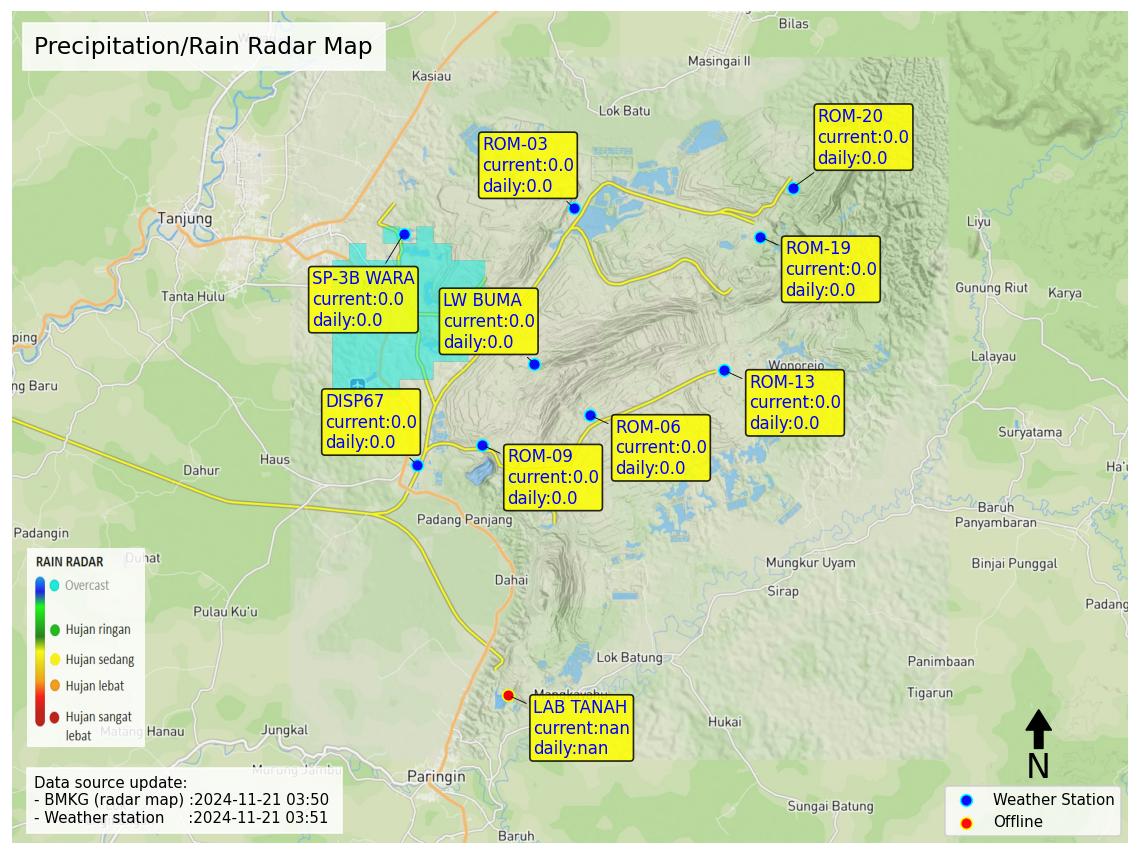 Precipitation/Rain Radar Map
Bilas
Masingai II
Kasiau
Lok Batu
ROM-20
current:0.0
daily:0.0
ROM-03
current:0.0
daily:0.0
Tanjung
Liyu
ROM-19
current:0.0
daily:0.0
SP-3B WARA
current:0.0
daily:0.0
Tanta Hulu
LW BUMA
current:0.0
daily:0.0
Gunung Riut
Karya
ping
Lalayau
Wonorejo
ng Baru
ROM-13
current:0.0
daily:0.0
DISP67
current:0.0
daily:0.0
ROM-06
current:0.0
daily:0.0
Suryatama
ROM-09
current:0.0
daily:0.0
Haus
Dahur
Ha'u
Baruh
Panyambaran
Padang Panjang
Padangin
Duhat
Mungkur Uyam
Binjai Punggal
Dahai
Sirap
Padang
Pulau Ku'u
RAIN RADAR
Overcast
Hujan ringan
Hujan sedang
Hujan lebat
Hujan sangat
lebat
Lok Batung
Panimbaan
Tigarun
LAB TANAH
current:nan
daily:nan
Hukai
Matang Hanau
Jungkal
Murung Jambu
Paringin
N
Data source update:
- BMKG (radar map) :2024-11-21 03:50
- Weather station :2024-11-21 03:51
Sungai Batung
Baruh
Weather Station
Offline